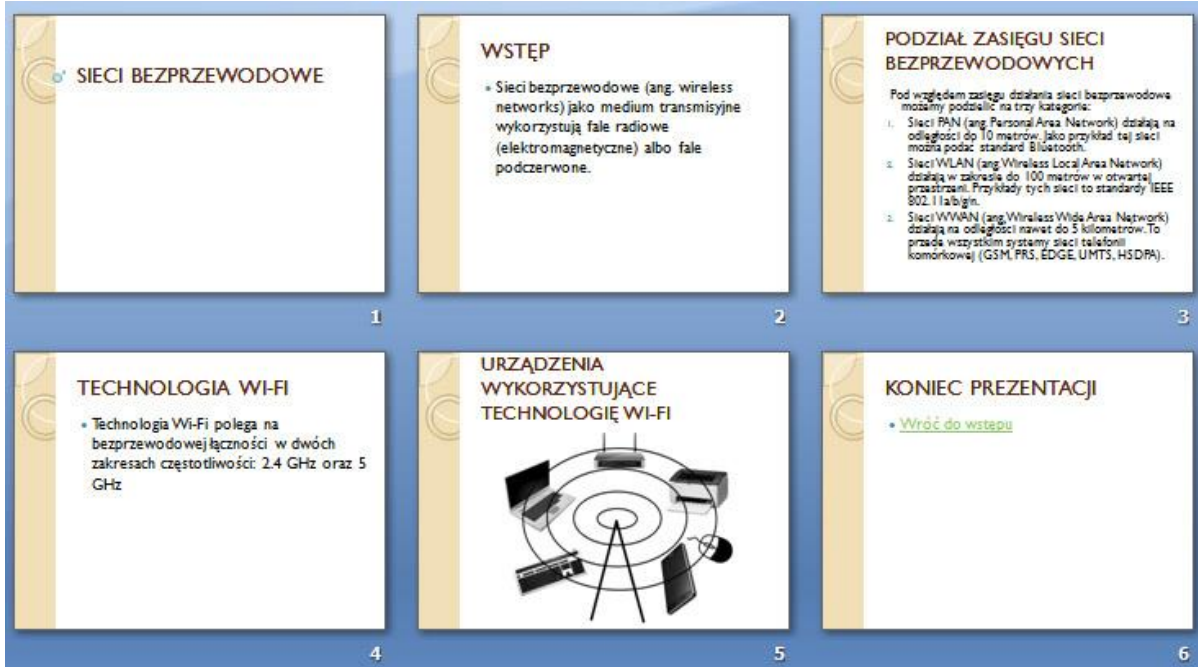 SIECI BEZPRZEWODOWE
1
WSTĘP
• Sieci bezprzewodowe (ang. wireless
networks) jako medium transmisyjne
wykorzystują fale radiowe
(elektromagnetyczne) albo fale
podczerwone.
2
PODZIAŁ ZASIĘGU SIECI
BEZPRZEWODOWYCH
Pod względem zasięgu działania sieci bezprzewodowe
możemy podzielić na trzy kategorie:
1. Sieci PAN (ang. Personal Area Network) działają na
odległości do 10 metrów. Jako przykład tej sieci
można podać standard Bluetooth.
2. Sieci WLAN (ang. Wireless Local Area Network)
działają w zakresie do 100 metrów w otwartej
przestrzeni. Przykłady tych sieci to standardy IEEE
802.11a/b/g/n.
3. Sieci WWAN (ang. Wireless Wide Area Network)
działają na odległości nawet do 5 kilometrów. To
przede wszystkim systemy sieci telefonii
komórkowej (GSM, PRS, EDGE, UMTS, HSDPA).
3
TECHNOLOGIA WI-FI
• Technologia Wi-Fi polega na
bezprzewodowej łączności w dwóch
zakresach częstotliwości: 2.4 GHz oraz 5
GHz
4
URZĄDZENIA
WYKORZYSTUJĄCE
TECHNOLOGIĘ WI-FI
5
KONIEC PREZENTACJI
• Wróć do wstępu
6